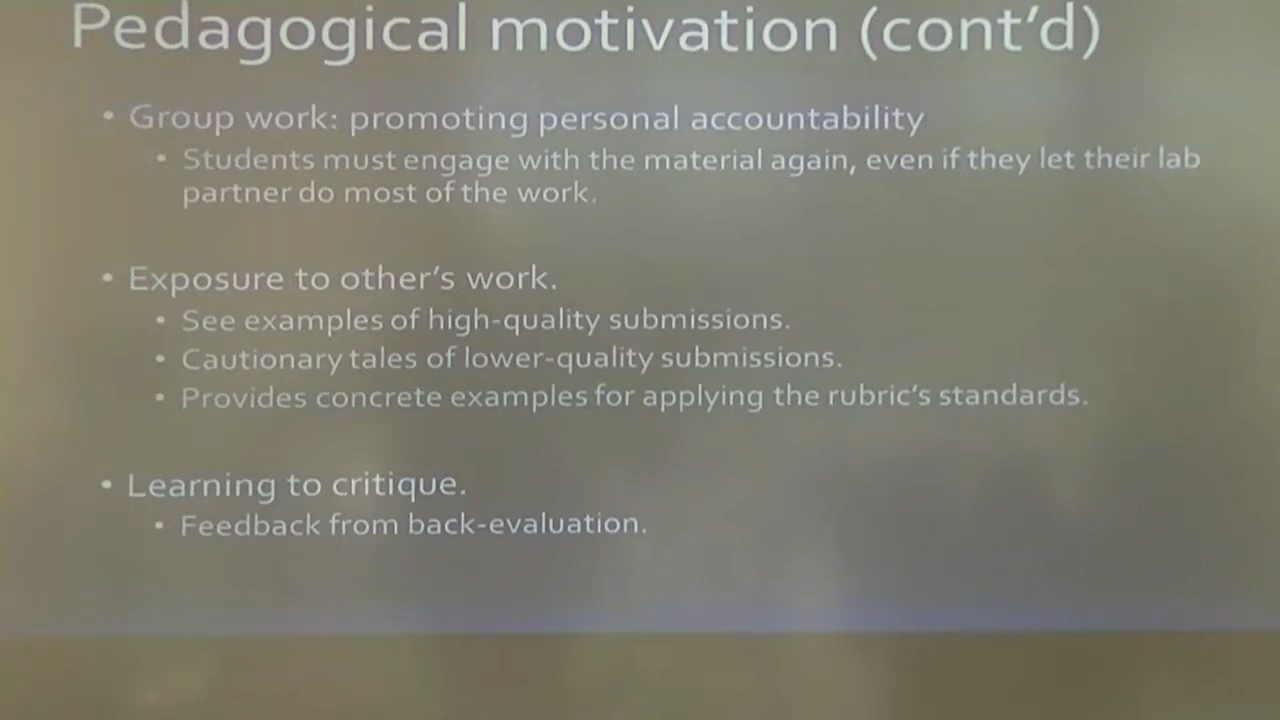 Pedagogical motivation (cont'd)
• Group work: promoting personal accountability
• Students must engage with the material again, even if they let their lab
partner do most of the work.
• Exposure to other's work.
• See examples of high-quality submissions.
• Cautionary tales of lower-quality submissions.
• Provides concrete examples for applying the rubric's standards.
• Learning to critique.
• Feedback from back-evaluation.